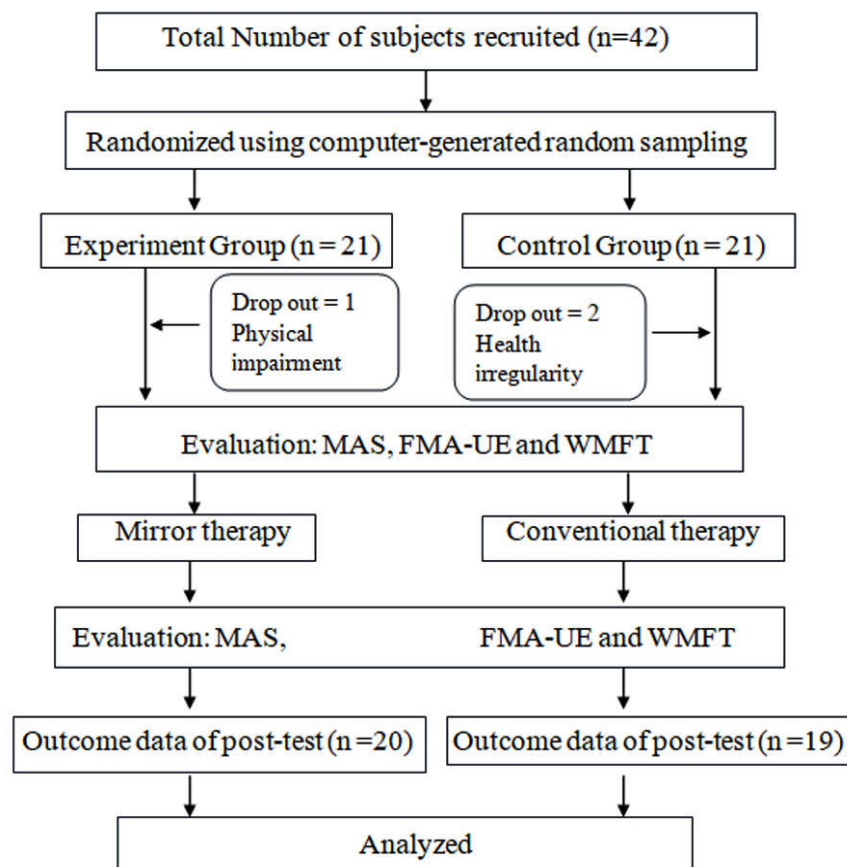 Total Number of subjects recruited (n=42)
Randomized using computer-generated random sampling
Experiment Group (n = 21)
Control Group (n = 21)
Drop out = 1
Physical
impairment
Drop out = 2
Health
irregularity
Evaluation: MAS, FMA-UE and WMFT
Mirror therapy
Conventional therapy
Evaluation: MAS, FMA-UE and WMFT
Outcome data of post-test (n =20)
Outcome data of post-test (n =19)
Analyzed